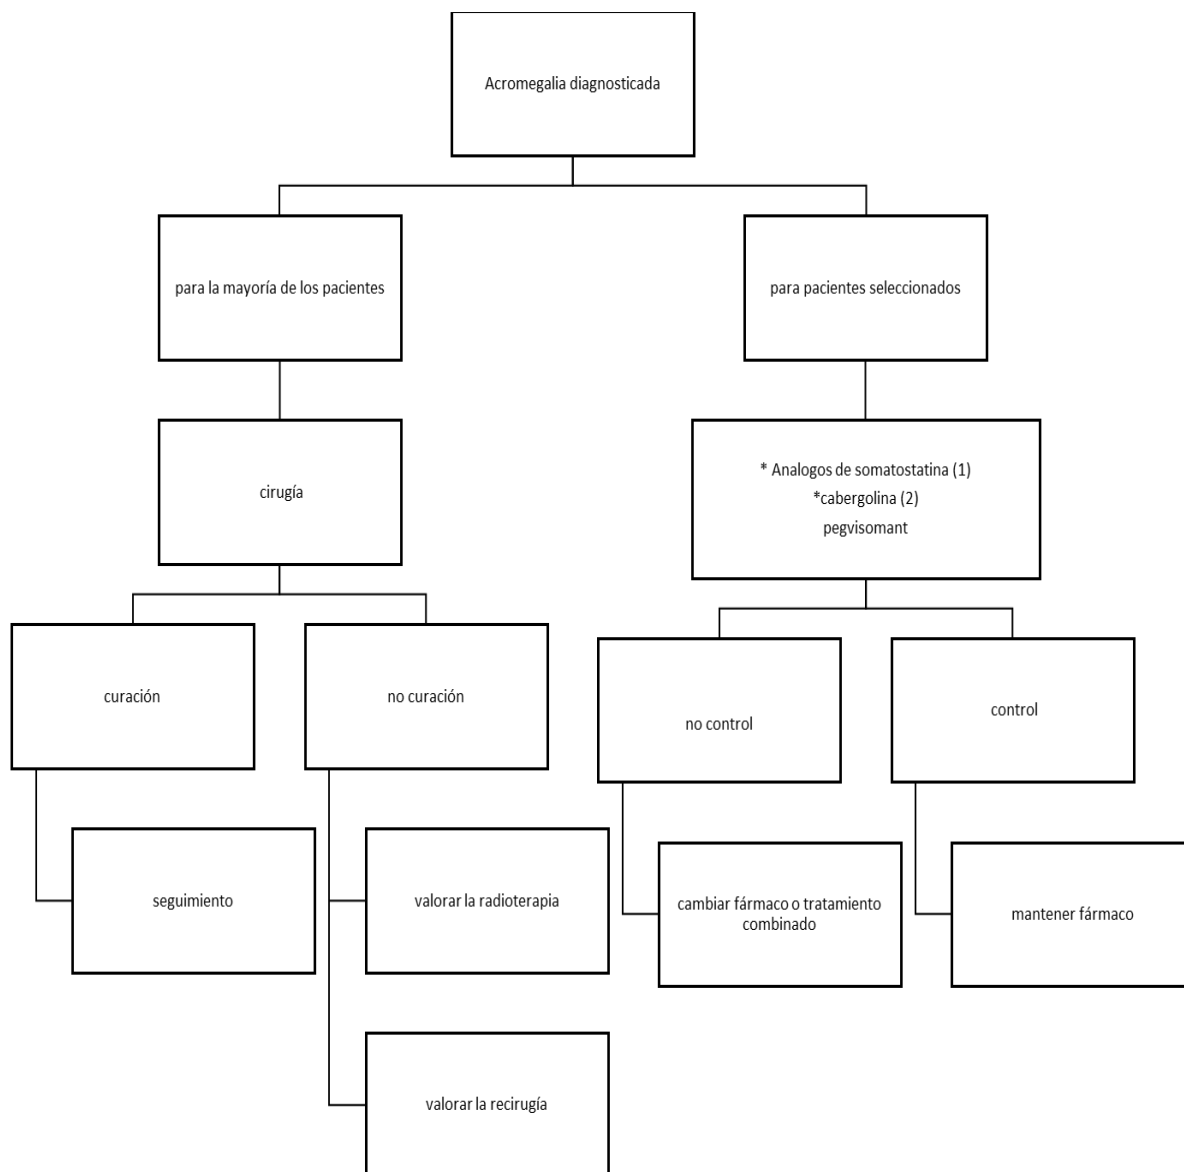 Acromegalia diagnosticada
para la mayoría de los pacientes
para pacientes seleccionados
cirugía
* Analogos de somatostatina (1)
*cabergolina (2)
pegvisomant
curación
no curación
no control
control
seguimiento
valorar la radioterapia
cambiar fármaco o tratamiento
combinado
mantener fármaco
valorar la recirugía